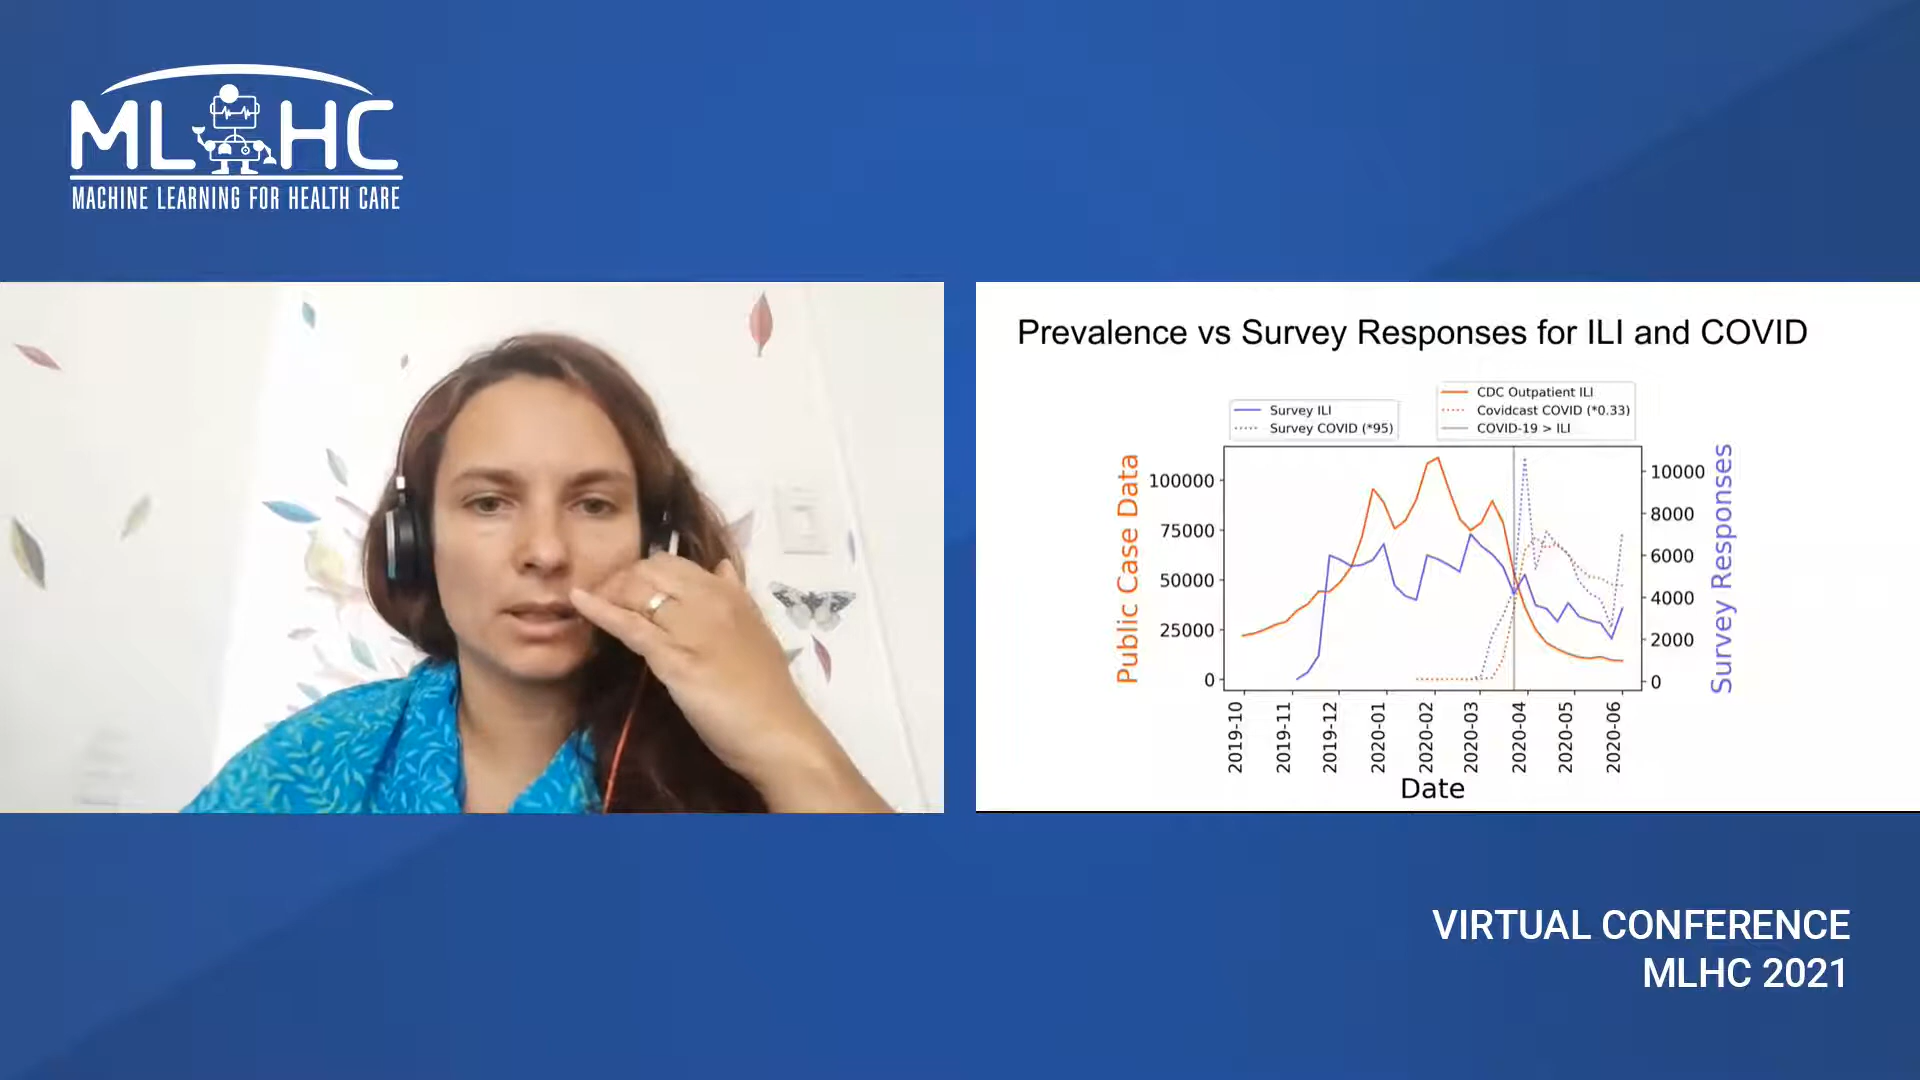 ML HC
MACHINE LEARNING FOR HEALTH CARE
Prevalence vs Survey Responses for ILI and COVID
Survey ILI
Survey COVID (*95)
CDC Outpatient ILI
Covidcast COVID (*0.33)
COVID-19 > ILI
Public Case Data
100000
75000
50000
25000
0
10000
8000
6000
4000
2000
0
Survey Responses
2019-10
2019-11
2019-12
2020-01
2020-02
2020-03
2020-04
2020-05
2020-06
Date
VIRTUAL CONFERENCE
MLHC 2021